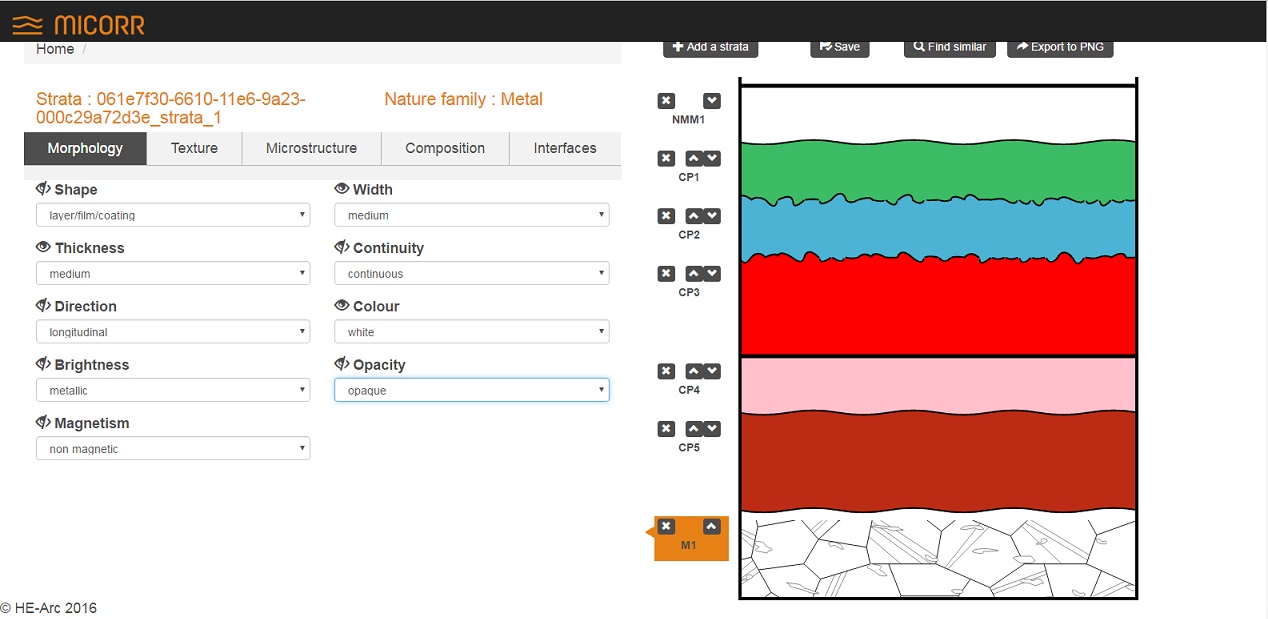 MICORR
Home /
Add a strata
Save
Find similar
Export to PNG
Strata : 061e7f30-6610-11e6-9a23-
000c29a72d3e_strata_1
Nature family : Metal
Morphology
Texture
Microstructure
Composition
Interfaces
Shape
Width
layer/film/coating
medium
Thickness
Continuity
medium
continuous
Direction
Colour
longitudinal
white
Brightness
Opacity
metallic
opaque
Magnetism
non magnetic
NMM1
CP1
CP2
CP3
CP4
CP5
M1
© HE-Arc 2016